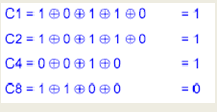 C1 = 1 ⊕ 0 ⊕ 1 ⊕ 1 ⊕ 0 = 1
C2 = 1 ⊕ 0 ⊕ 1 ⊕ 1 ⊕ 0 = 1
C4 = 0 ⊕ 0 ⊕ 1 ⊕ 0 = 1
C8 = 1 ⊕ 1 ⊕ 0 ⊕ 0 = 0